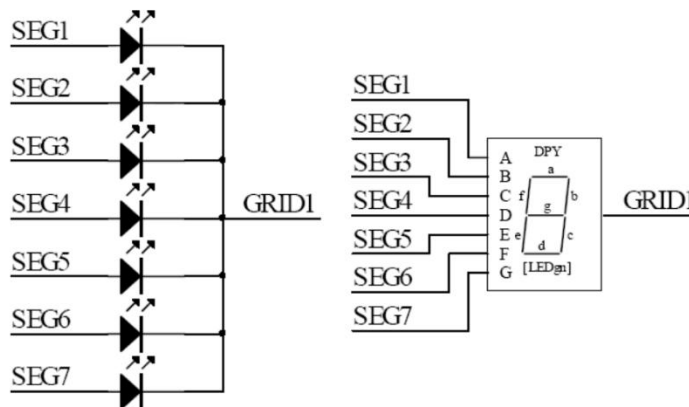 SEG1
SEG2
SEG3
SEG4
SEG5
SEG6
SEG7
GRID1
SEG1
SEG2
SEG3
SEG4
SEG5
SEG6
SEG7
A
B
C
D
E
F
G
DPY
a
f
b
g
e
c
d
[LEDgn]
GRID1